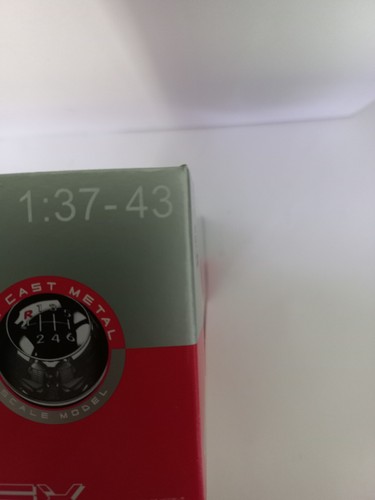 1:37-43
CAST METAL
R
2 4 6
SCALE MODEL